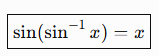 sin(sin⁻¹ x) = x